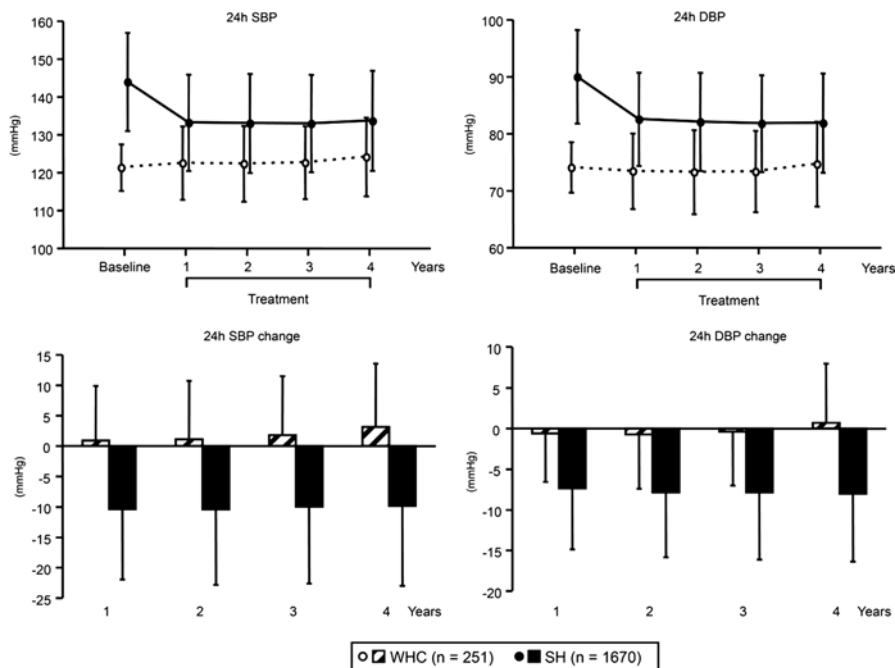 24h SBP
160
150
140
130
120
110
100
(mmHg)
Baseline 1 2 3 4 Years
Treatment
24h DBP
100
90
80
70
60
(mmHg)
Baseline 1 2 3 4 Years
Treatment
24h SBP change
15
10
5
0
-5
-10
-15
-20
-25
(mmHg)
1 2 3 4 Years
24h DBP change
10
5
0
-5
-10
-15
-20
(mmHg)
1 2 3 4 Years
WHC (n = 251) SH (n = 1670)